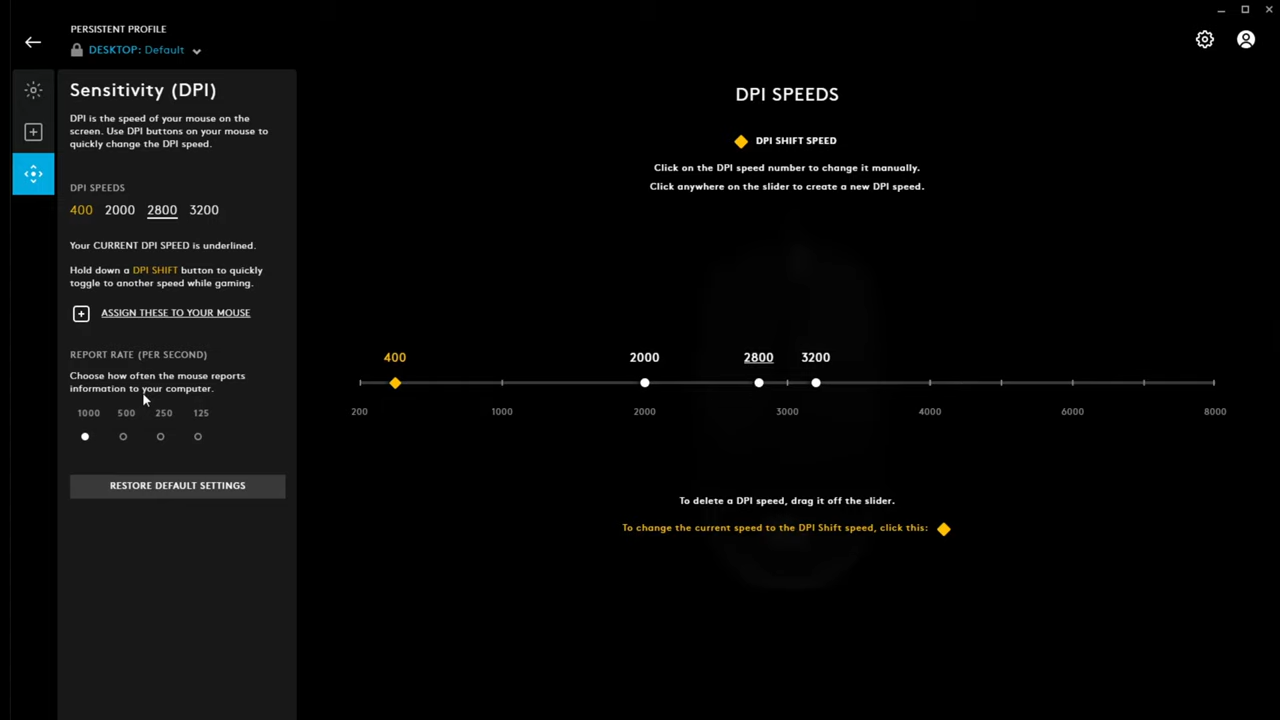 PERSISTENT PROFILE
DESKTOP: Default
Sensitivity (DPI)
DPI is the speed of your mouse on the
screen. Use DPI buttons on your mouse to
quickly change the DPI speed.
DPI SPEEDS
400 2000 2800 3200
Your CURRENT DPI SPEED is underlined.
Hold down a DPI SHIFT button to quickly
toggle to another speed while gaming.
ASSIGN THESE TO YOUR MOUSE
REPORT RATE (PER SECOND)
Choose how often the mouse reports
information to your computer.
1000 500 250 125
RESTORE DEFAULT SETTINGS
DPI SPEEDS
DPI SHIFT SPEED
Click on the DPI speed number to change it manually.
Click anywhere on the slider to create a new DPI speed.
400 2000 2800 3200
200 1000 2000 3000 4000 6000 8000
To delete a DPI speed, drag it off the slider.
To change the current speed to the DPI Shift speed, click this: